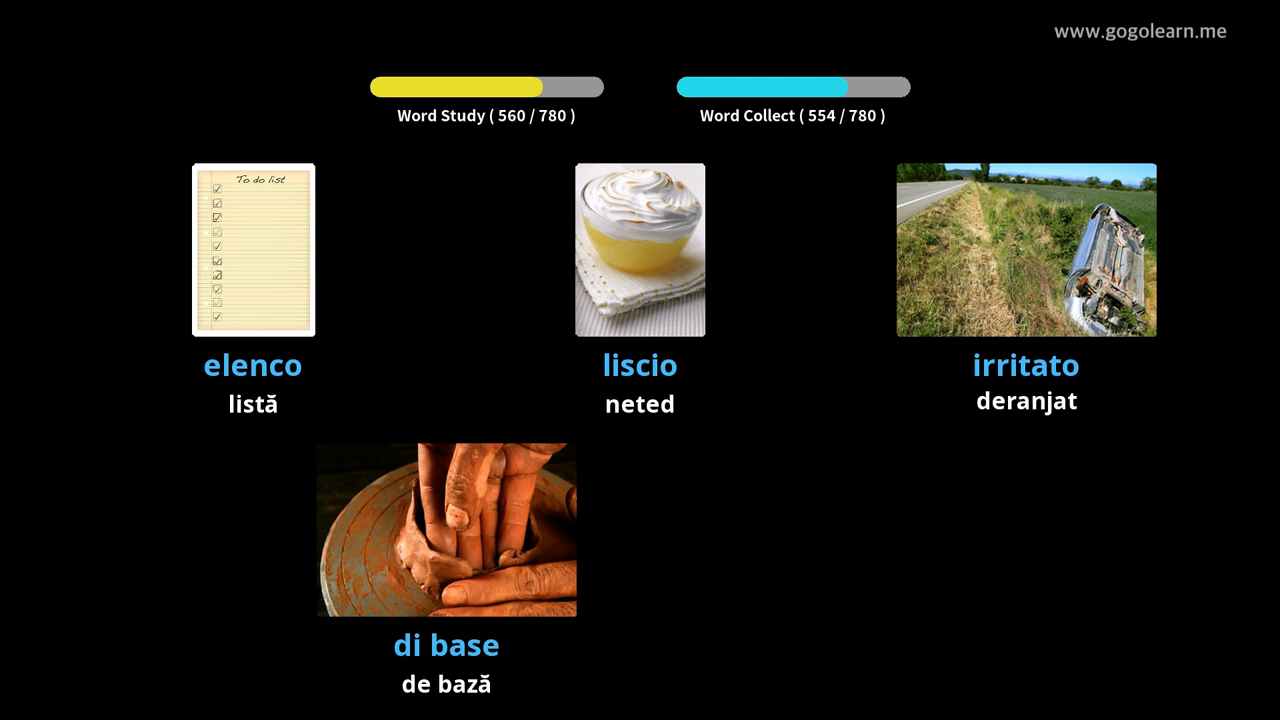 www.gogolearn.me
Word Study ( 560 / 780 )
Word Collect ( 554 / 780 )
To do list
elenco
listă
liscio
neted
irritato
deranjat
di base
de bază